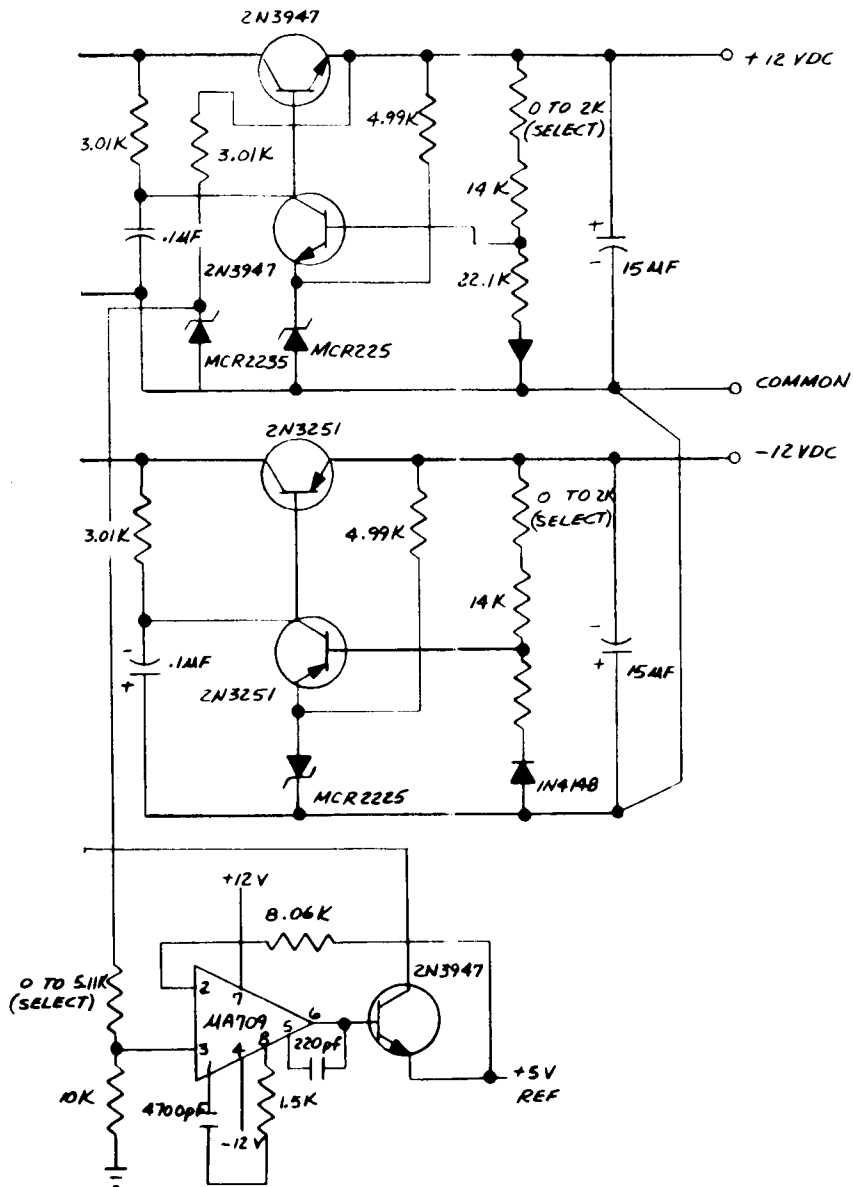 2N3947
+12 VDC
0 TO 2K
(SELECT)
4.99K
3.01K
3.01K
14K
.1MF
+
-
15MF
2N3947
22.1K
MCR2235
MCR225
COMMON
2N3251
-12VDC
0 TO 2K
(SELECT)
3.01K
4.99K
14K
-
+
.1MF
-
+
15MF
2N3251
MCR2225
1N4148
+12V
8.06K
2N3947
0 TO 5.11K
(SELECT)
2
7
MA709
6
5
3
4
8
220pf
+5V
REF
10K
4700pf
1.5K
-12V